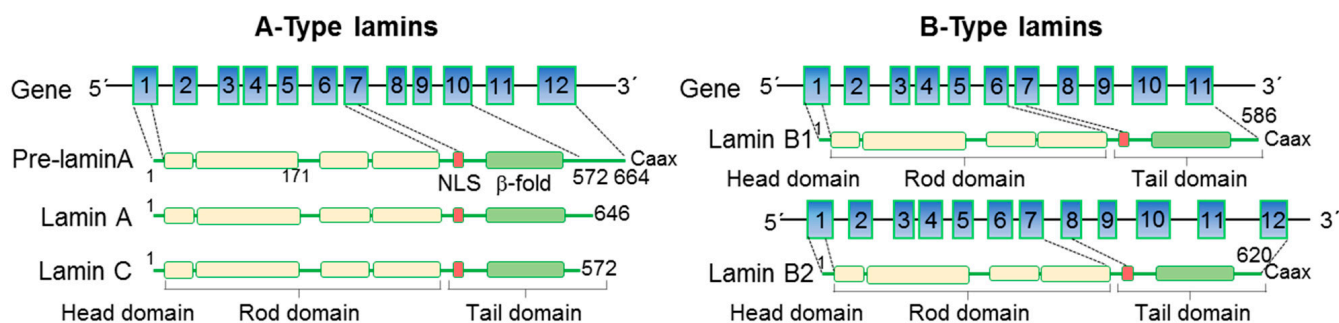 A-Type lamins
Gene 5´ 1 2 3 4 5 6 7 8 9 10 11 12 3´
Pre-laminA Caax
1 171 NLS β-fold 572 664
Lamin A 1 646
Lamin C 1 572
Head domain Rod domain Tail domain
B-Type lamins
Gene 5´ 1 2 3 4 5 6 7 8 9 10 11 3´
Lamin B1 1 586 Caax
Head domain Rod domain Tail domain
5´ 1 2 3 4 5 6 7 8 9 10 11 12 3´
Lamin B2 1 620 Caax
Head domain Rod domain Tail domain